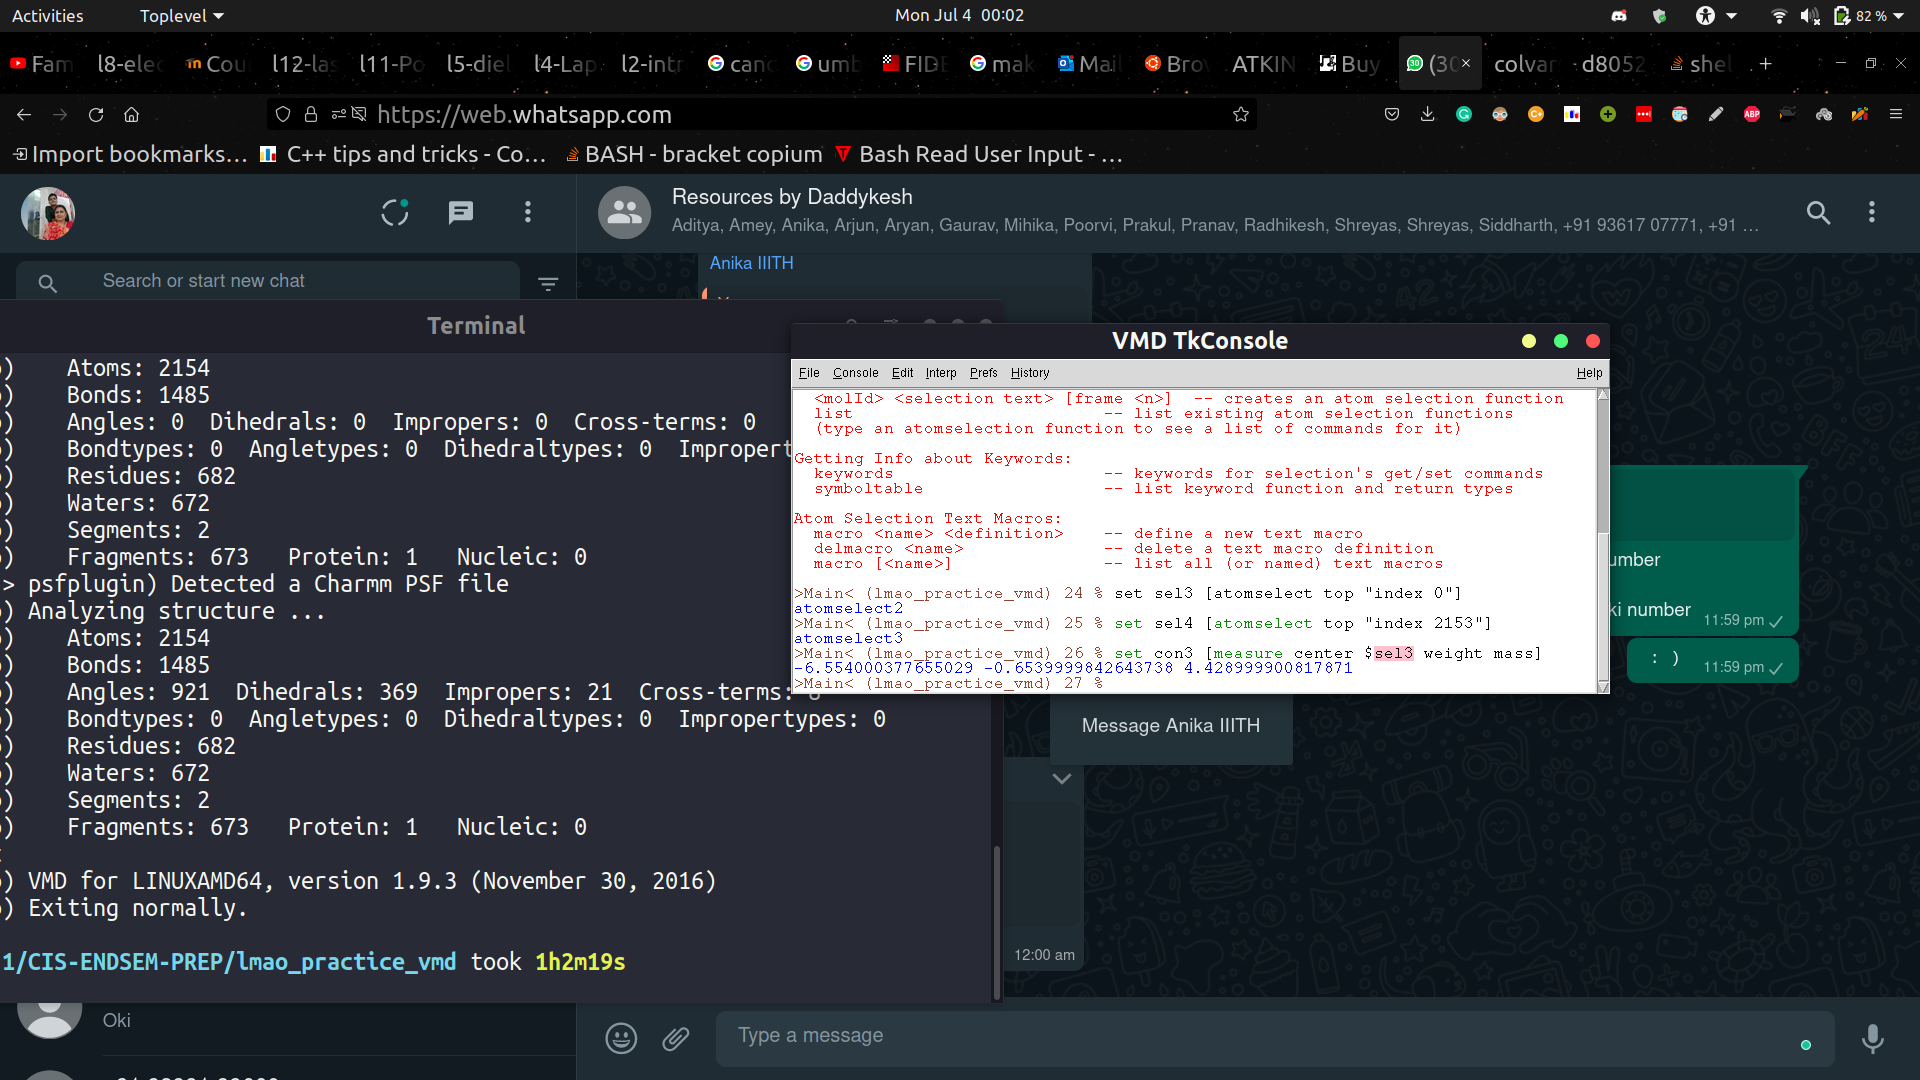 Activities
Toplevel
Mon Jul 4 00:02
82 %
Fam
l8-elec
Cou
l12-las
l11-Po
l5-diel
l4-Lap
l2-intr
canc
umb
FIDE
mak
Mail
Brov
ATKIN
Buy
(30
colvar
d8052
shel
https://web.whatsapp.com
Import bookmarks...
C++ tips and tricks - Co...
BASH - bracket copium
Bash Read User Input - ...
Resources by Daddykesh
Aditya, Amey, Anika, Arjun, Aryan, Gaurav, Mihika, Poorvi, Prakul, Pranav, Radhikesh, Shreyas, Shreyas, Siddharth, +91 93617 07771, +91 ...
Search or start new chat
Anika IIITH
Terminal
) Atoms: 2154
) Bonds: 1485
) Angles: 0 Dihedrals: 0 Impropers: 0 Cross-terms: 0
) Bondtypes: 0 Angletypes: 0 Dihedraltypes: 0 Impropert
) Residues: 682
) Waters: 672
) Segments: 2
) Fragments: 673 Protein: 1 Nucleic: 0
> psfplugin) Detected a Charmm PSF file
) Analyzing structure ...
) Atoms: 2154
) Bonds: 1485
) Angles: 921 Dihedrals: 369 Impropers: 21 Cross-terms:
) Bondtypes: 0 Angletypes: 0 Dihedraltypes: 0 Impropertypes: 0
) Residues: 682
) Waters: 672
) Segments: 2
) Fragments: 673 Protein: 1 Nucleic: 0
) VMD for LINUXAMD64, version 1.9.3 (November 30, 2016)
) Exiting normally.
1/CIS-ENDSEM-PREP/lmao_practice_vmd took 1h2m19s
VMD TkConsole
File Console Edit Interp Prefs History Help
<molId> <selection text> [frame <n>] -- creates an atom selection function
list -- list existing atom selection functions
(type an atomselection function to see a list of commands for it)
Getting Info about Keywords:
keywords -- keywords for selection's get/set commands
symboltable -- list keyword function and return types
Atom Selection Text Macros:
macro <name> <definition> -- define a new text macro
delmacro <name> -- delete a text macro definition
macro [<name>] -- list all (or named) text macros
>Main< (lmao_practice_vmd) 24 % set sel3 [atomselect top "index 0"]
atomselect2
>Main< (lmao_practice_vmd) 25 % set sel4 [atomselect top "index 2153"]
atomselect3
>Main< (lmao_practice_vmd) 26 % set con3 [measure center $sel3 weight mass]
-6.554000377655029 -0.6539999842643738 4.428999900817871
>Main< (lmao_practice_vmd) 27 %
umber
ki number
11:59 pm
: )
11:59 pm
Message Anika IIITH
12:00 am
Oki
Type a message